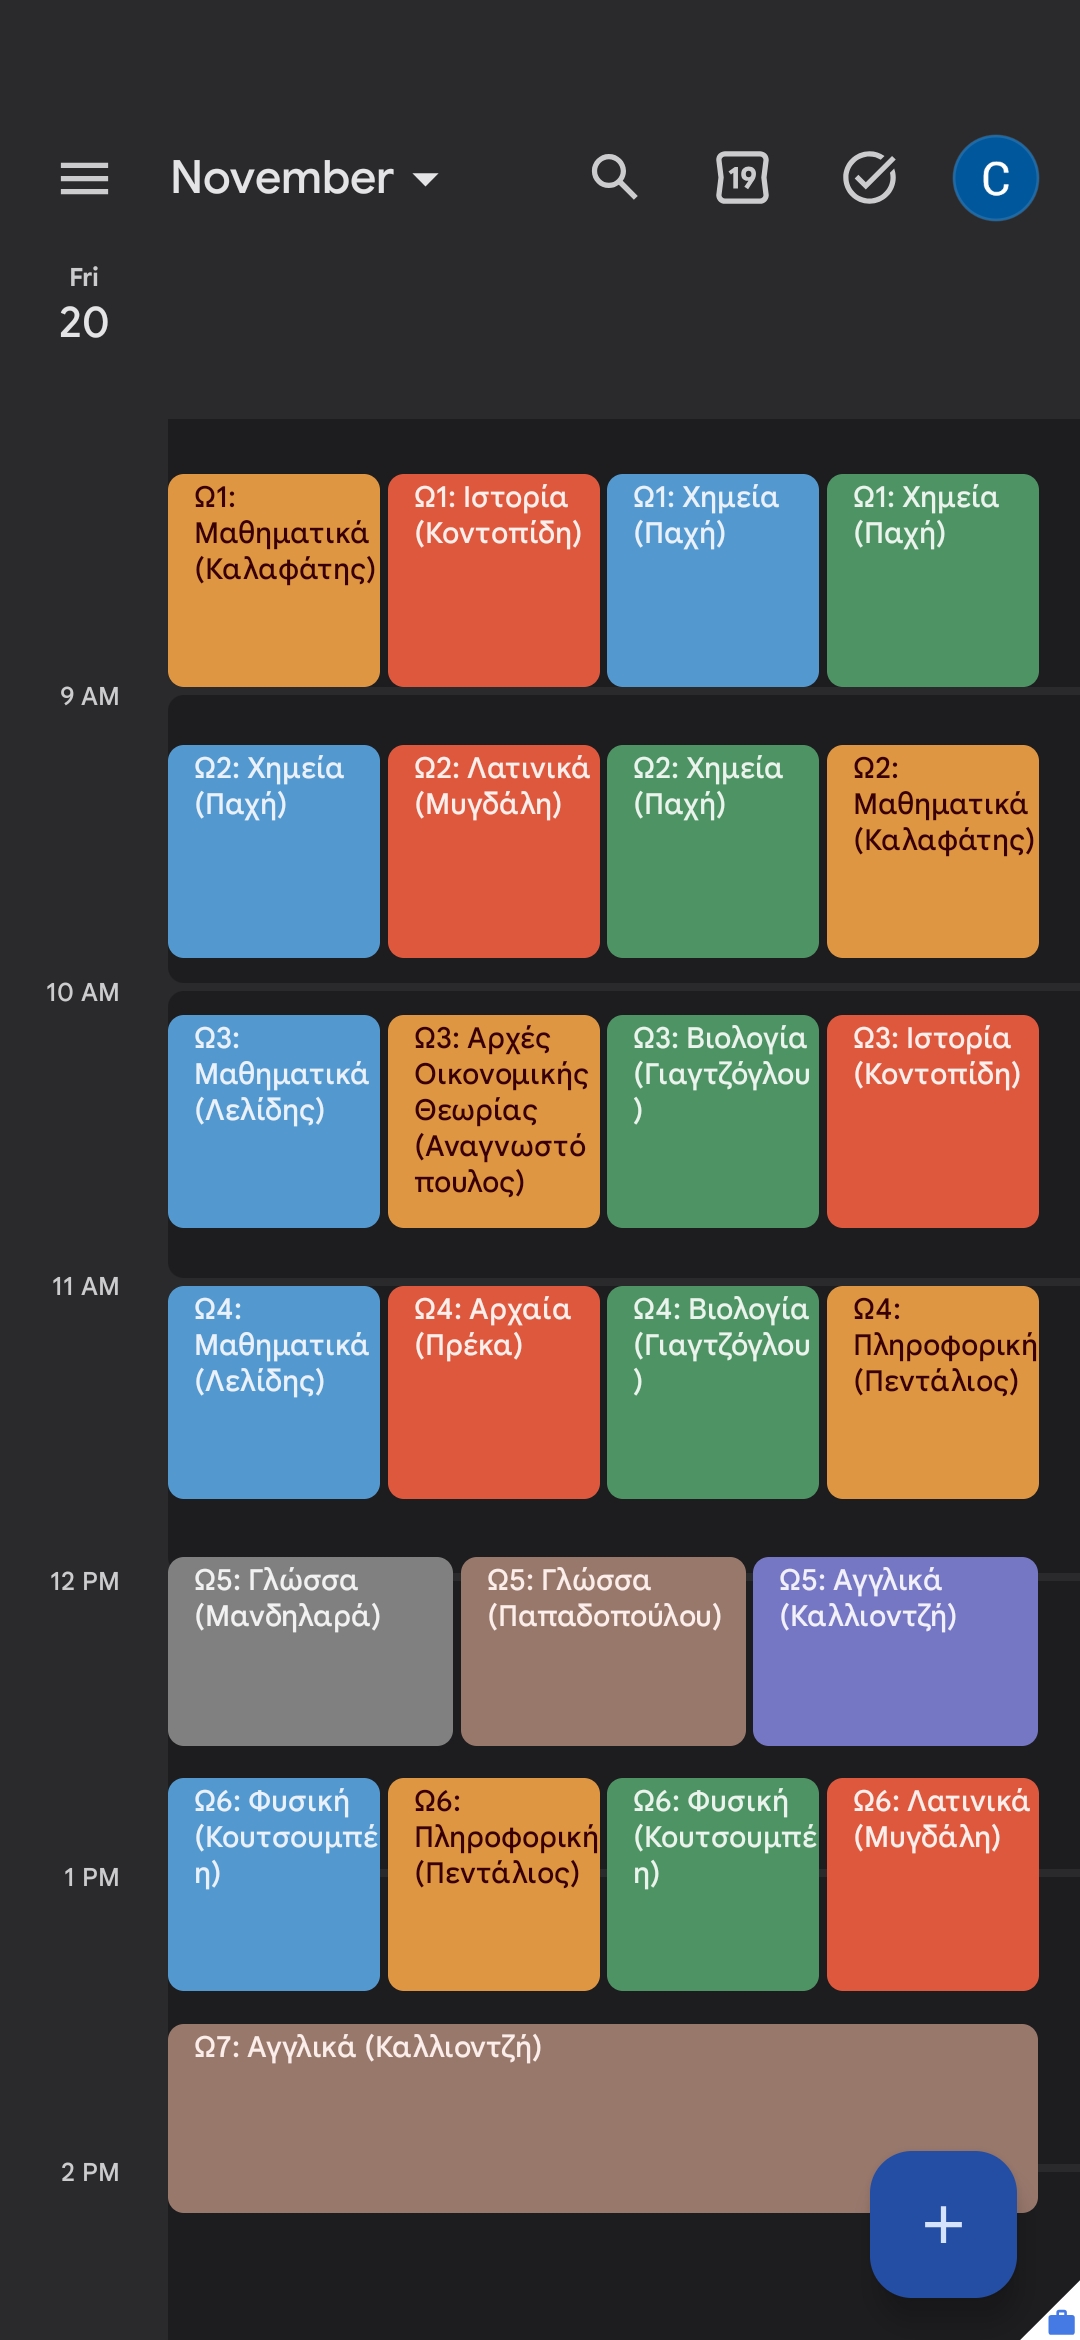 November
19
C
Fri
20
Ω1:
Μαθηματικά
(Καλαφάτης)
Ω1: Ιστορία
(Κοντοπίδη)
Ω1: Χημεία
(Παχή)
Ω1: Χημεία
(Παχή)
9 AM
Ω2: Χημεία
(Παχή)
Ω2: Λατινικά
(Μυγδάλη)
Ω2: Χημεία
(Παχή)
Ω2:
Μαθηματικά
(Καλαφάτης)
10 AM
Ω3:
Μαθηματικά
(Λελίδης)
Ω3: Αρχές
Οικονομικής
Θεωρίας
(Αναγνωστό
πουλος)
Ω3: Βιολογία
(Γιαγτζόγλου
)
Ω3: Ιστορία
(Κοντοπίδη)
11 AM
Ω4:
Μαθηματικά
(Λελίδης)
Ω4: Αρχαία
(Πρέκα)
Ω4: Βιολογία
(Γιαγτζόγλου
)
Ω4:
Πληροφορική
(Πεντάλιος)
12 PM
Ω5: Γλώσσα
(Μανδηλαρά)
Ω5: Γλώσσα
(Παπαδοπούλου)
Ω5: Αγγλικά
(Καλλιοντζή)
Ω6: Φυσική
(Κουτσουμπέ
η)
Ω6:
Πληροφορική
(Πεντάλιος)
Ω6: Φυσική
(Κουτσουμπέ
η)
Ω6: Λατινικά
(Μυγδάλη)
1 PM
Ω7: Αγγλικά (Καλλιοντζή)
2 PM